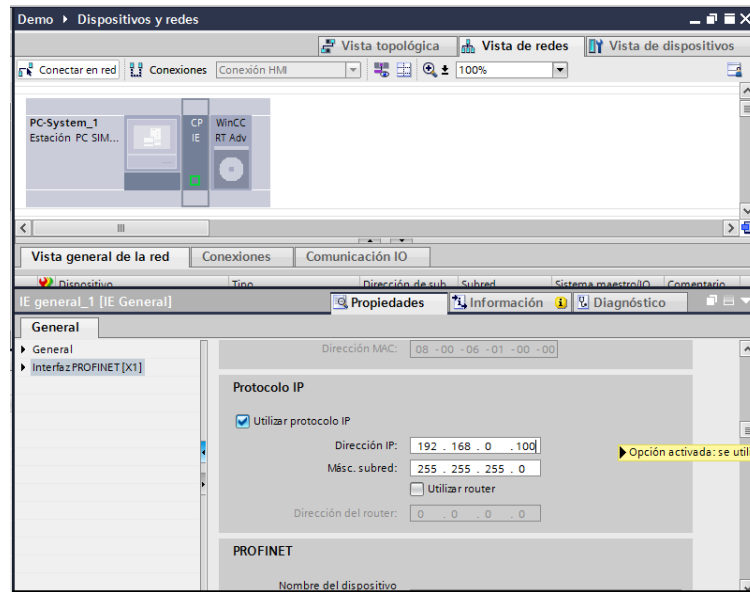 Demo ▸ Dispositivos y redes
Vista topológica Vista de redes Vista de dispositivos
Conectar en red Conexiones Conexión HMI 100%
PC-System_1
Estación PC SIM...
CP
IE
WinCC
RT Adv
Vista general de la red Conexiones Comunicación IO
Dispositivo Tipo Dirección de sub... Subred Sistema maestro/IO Comentario
IE general_1 [IE General] Propiedades Información Diagnóstico
General
General
Interfaz PROFINET [X1]
Dirección MAC: 08 -00 -06 -01 -00 -00
Protocolo IP
Utilizar protocolo IP
Dirección IP: 192 . 168 . 0 .100
Másc. subred: 255 . 255 . 255 . 0
Utilizar router
Dirección del router: 0 . 0 . 0 . 0
Opción activada: se util
PROFINET
Nombre del dispositivo